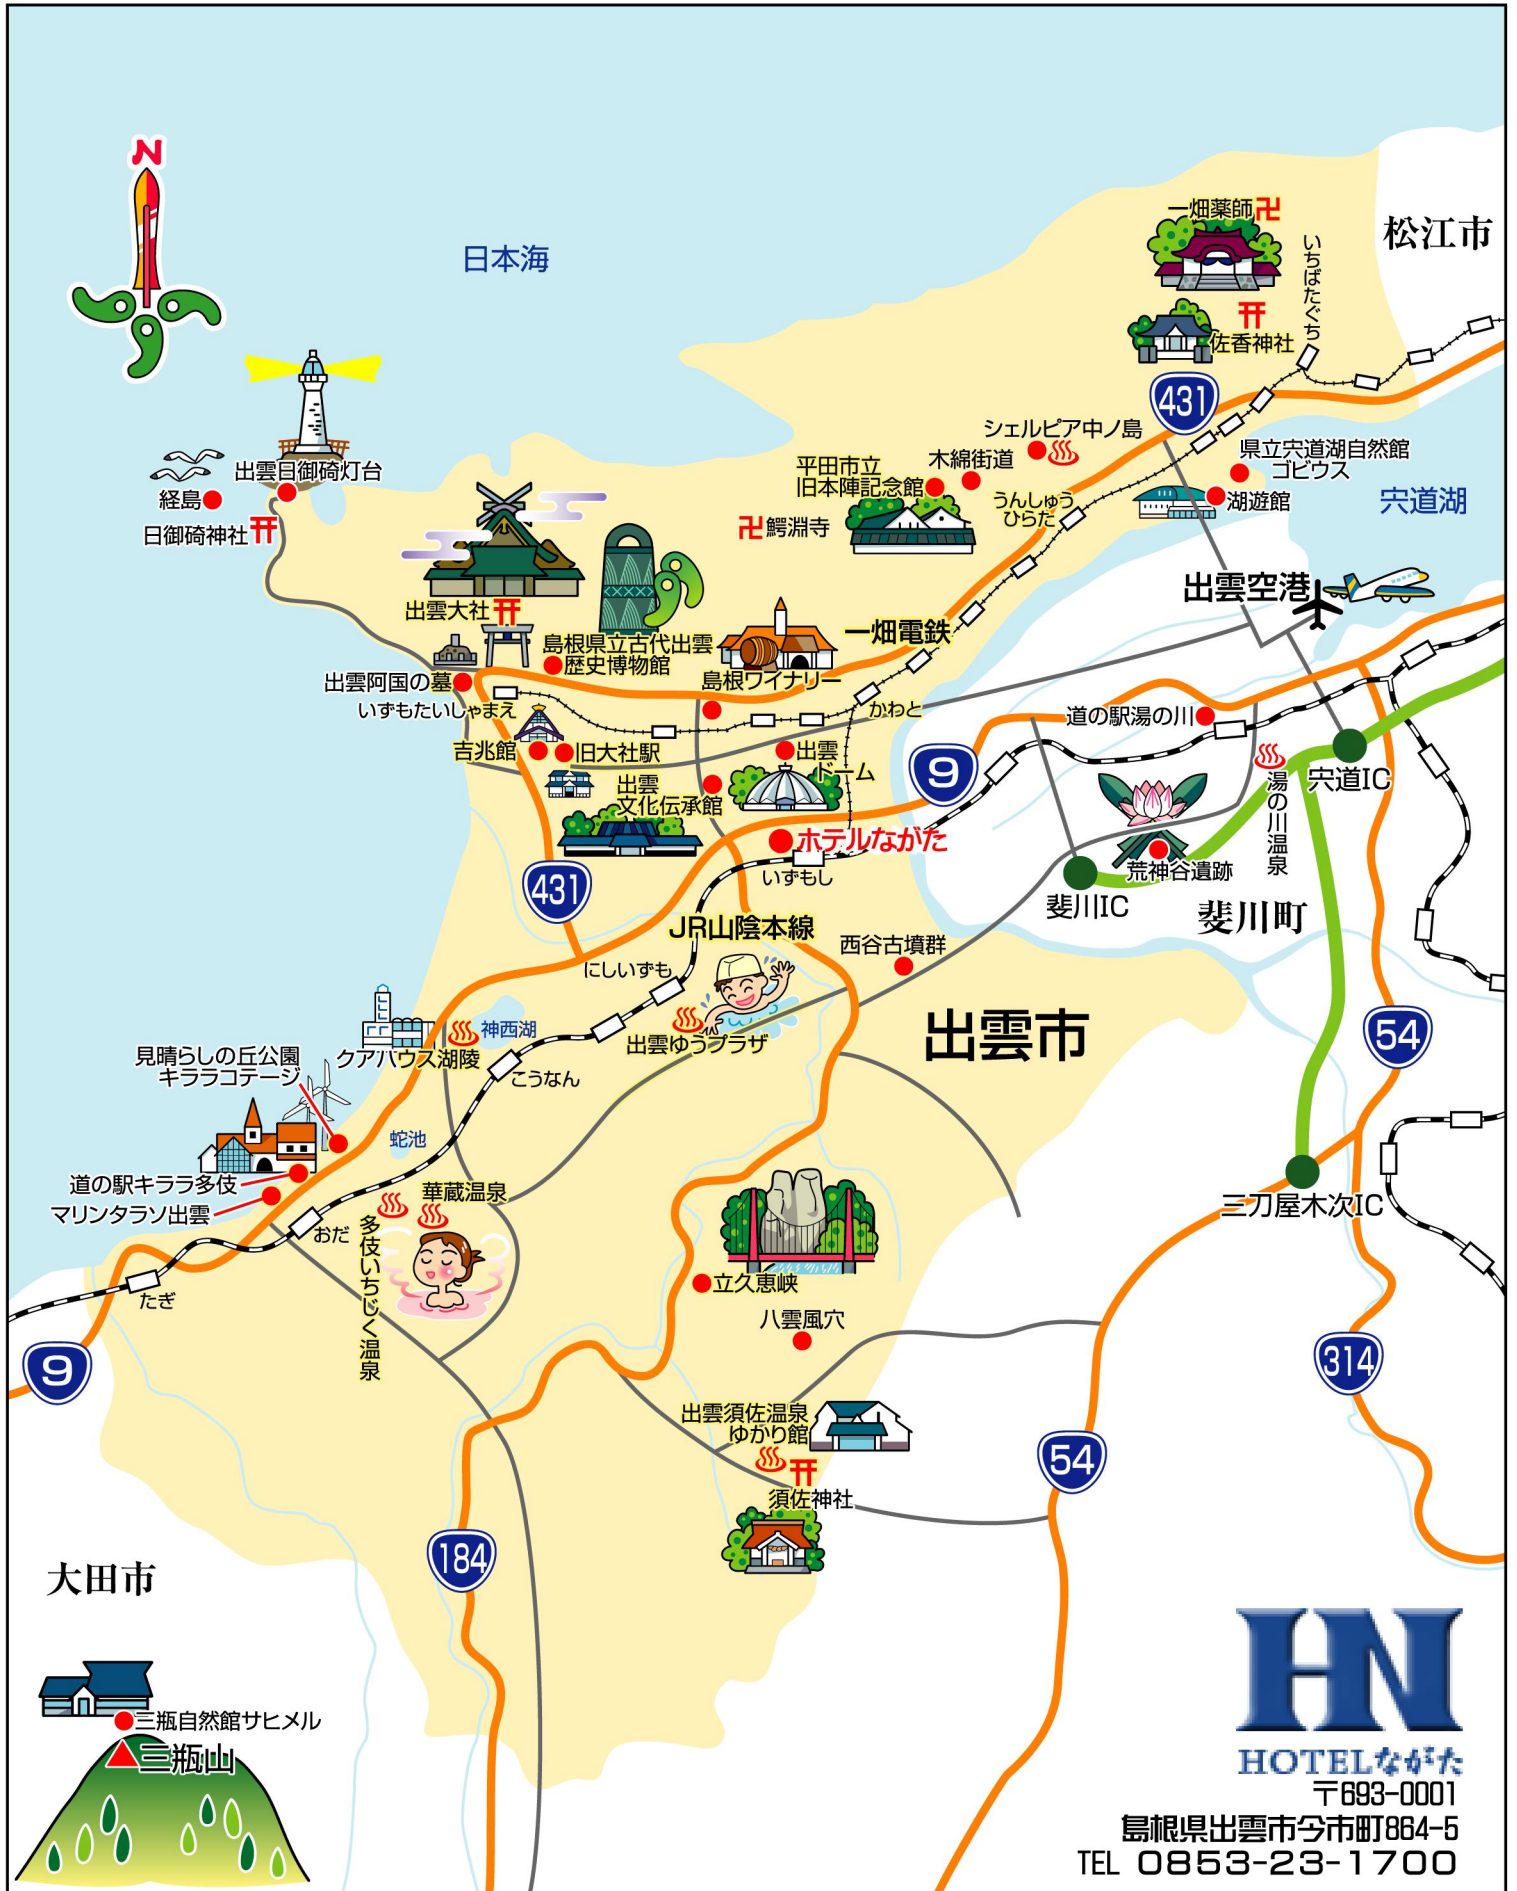 N
日本海
松江市
一畑薬師
いちばたぐち
佐香神社
431
シェルピア中ノ島
木綿街道
平田市立
旧本陣記念館
うんしゅう
ひらた
県立宍道湖自然館
ゴビウス
湖遊館
宍道湖
鰐淵寺
出雲日御碕灯台
経島
日御碕神社
出雲大社
島根県立古代出雲
歴史博物館
出雲阿国の墓
いずもたいしゃまえ
島根ワイナリー
一畑電鉄
かわと
出雲空港
吉兆館
旧大社駅
出雲
ドーム
出雲
文化伝承館
9
道の駅湯の川
宍道IC
湯の川温泉
荒神谷遺跡
斐川IC
斐川町
ホテルながた
いずもし
431
JR山陰本線
にしいずも
西谷古墳群
出雲市
54
神西湖
クアハウス湖陵
出雲ゆうプラザ
こうなん
見晴らしの丘公園
キララコテージ
蛇池
道の駅キララ多伎
マリンタラソ出雲
華蔵温泉
多伎いちじく温泉
おだ
たぎ
9
三刀屋木次IC
立久恵峡
八雲風穴
314
出雲須佐温泉
ゆかり館
須佐神社
54
184
大田市
三瓶自然館サヒメル
三瓶山
HN
HOTELながた
〒693-0001
島根県出雲市今市町864-5
TEL 0853-23-1700